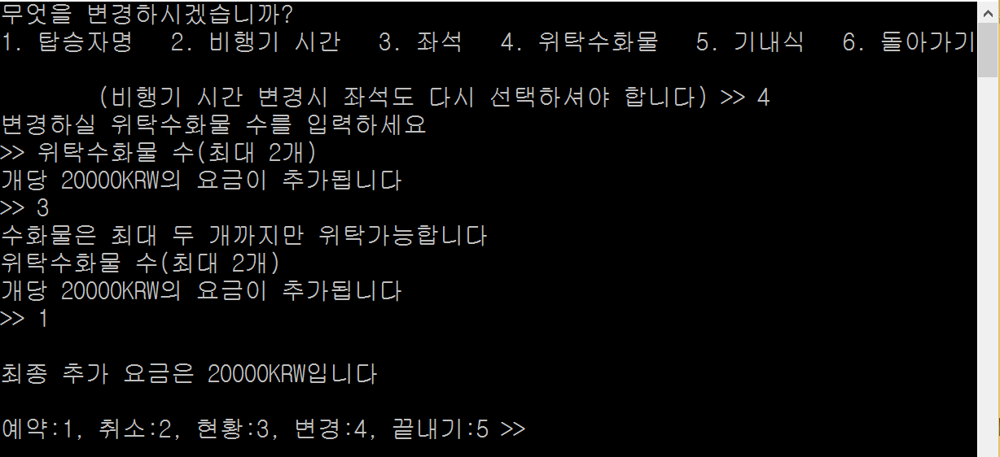 무엇을 변경하시겠습니까?
1. 탑승자명 2. 비행기 시간 3. 좌석 4. 위탁수화물 5. 기내식 6. 돌아가기
(비행기 시간 변경시 좌석도 다시 선택하셔야 합니다) >> 4
변경하실 위탁수화물 수를 입력하세요
>> 위탁수화물 수(최대 2개)
개당 20000KRW의 요금이 추가됩니다
>> 3
수화물은 최대 두 개까지만 위탁가능합니다
위탁수화물 수(최대 2개)
개당 20000KRW의 요금이 추가됩니다
>> 1
최종 추가 요금은 20000KRW입니다
예약:1, 취소:2, 현황:3, 변경:4, 끝내기:5 >>